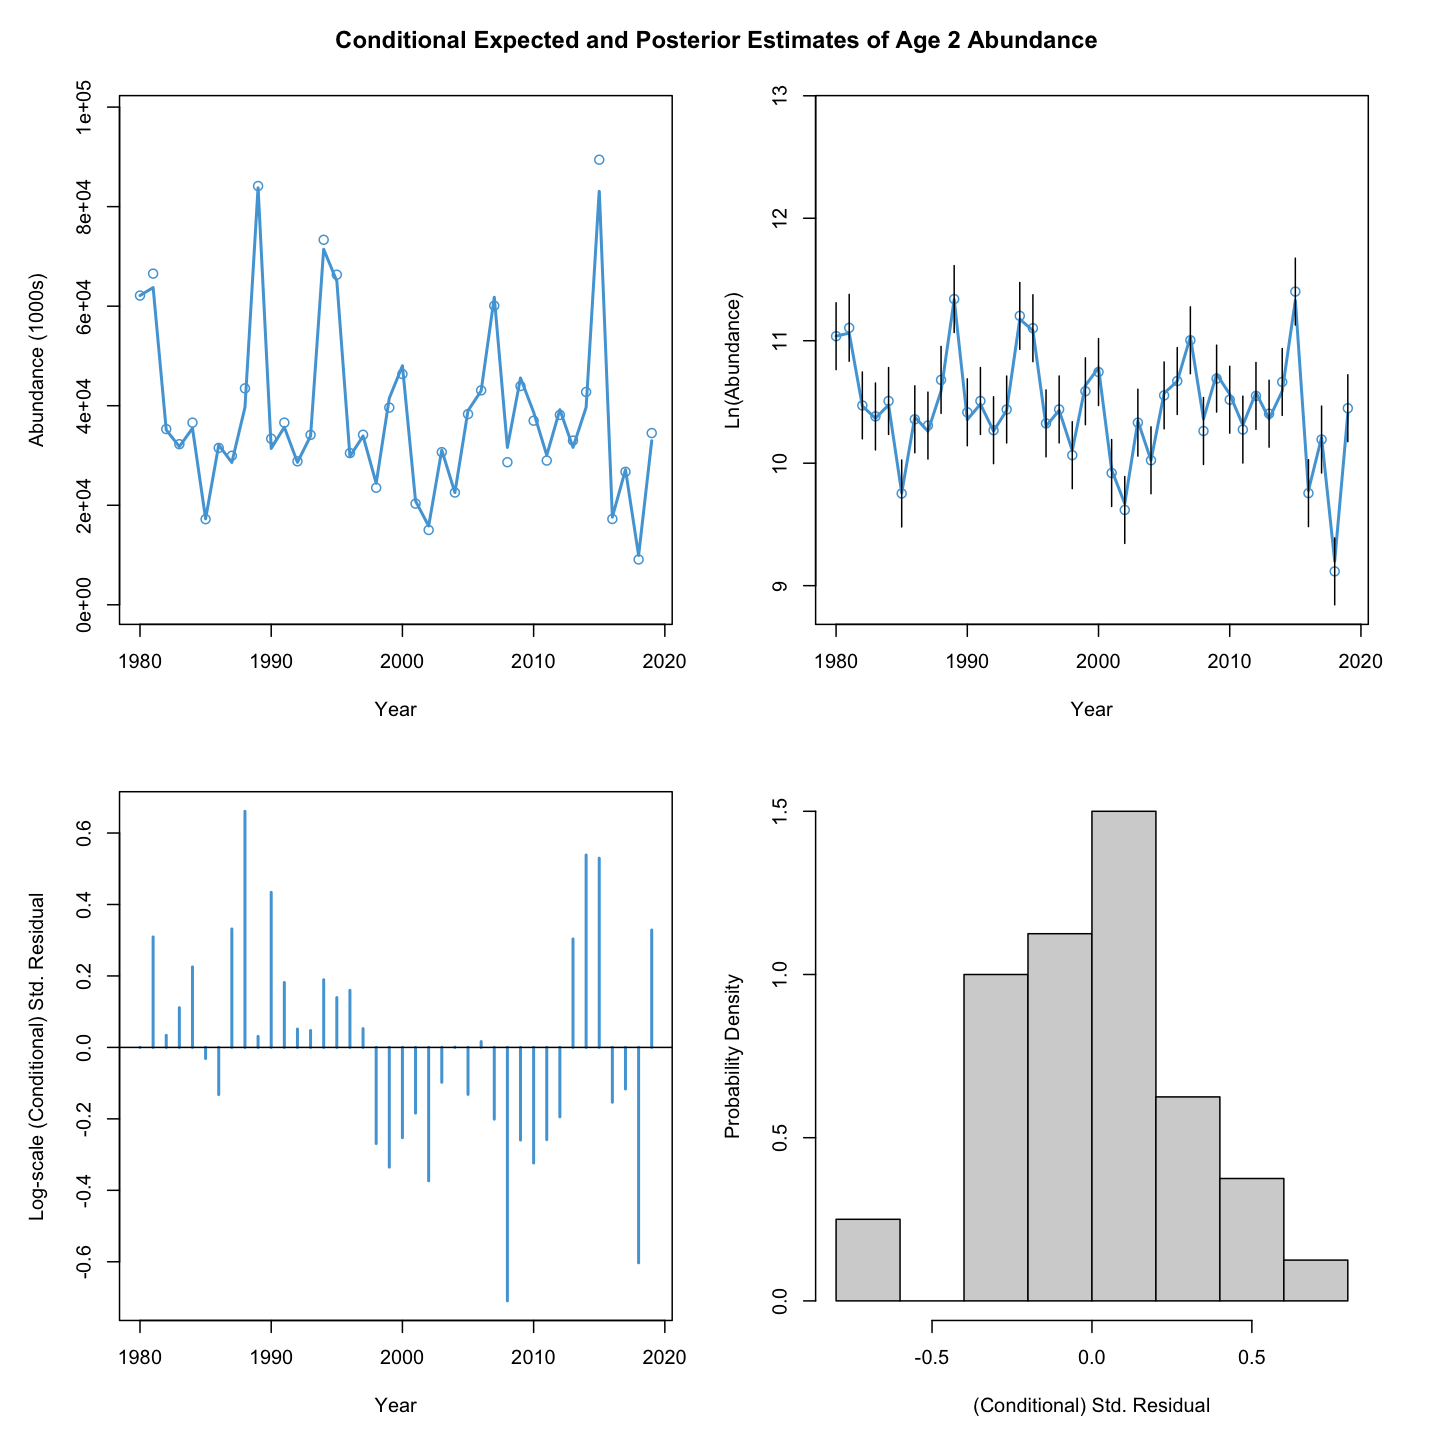 Conditional Expected and Posterior Estimates of Age 2 Abundance
Abundance (1000s)
1e+05
8e+04
6e+04
4e+04
2e+04
0e+00
1980 1990 2000 2010 2020
Year
Ln(Abundance)
13
12
11
10
9
1980 1990 2000 2010 2020
Year
Log-scale (Conditional) Std. Residual
0.6
0.4
0.2
0.0
-0.2
-0.4
-0.6
1980 1990 2000 2010 2020
Year
Probability Density
1.5
1.0
0.5
0.0
-0.5 0.0 0.5
(Conditional) Std. Residual